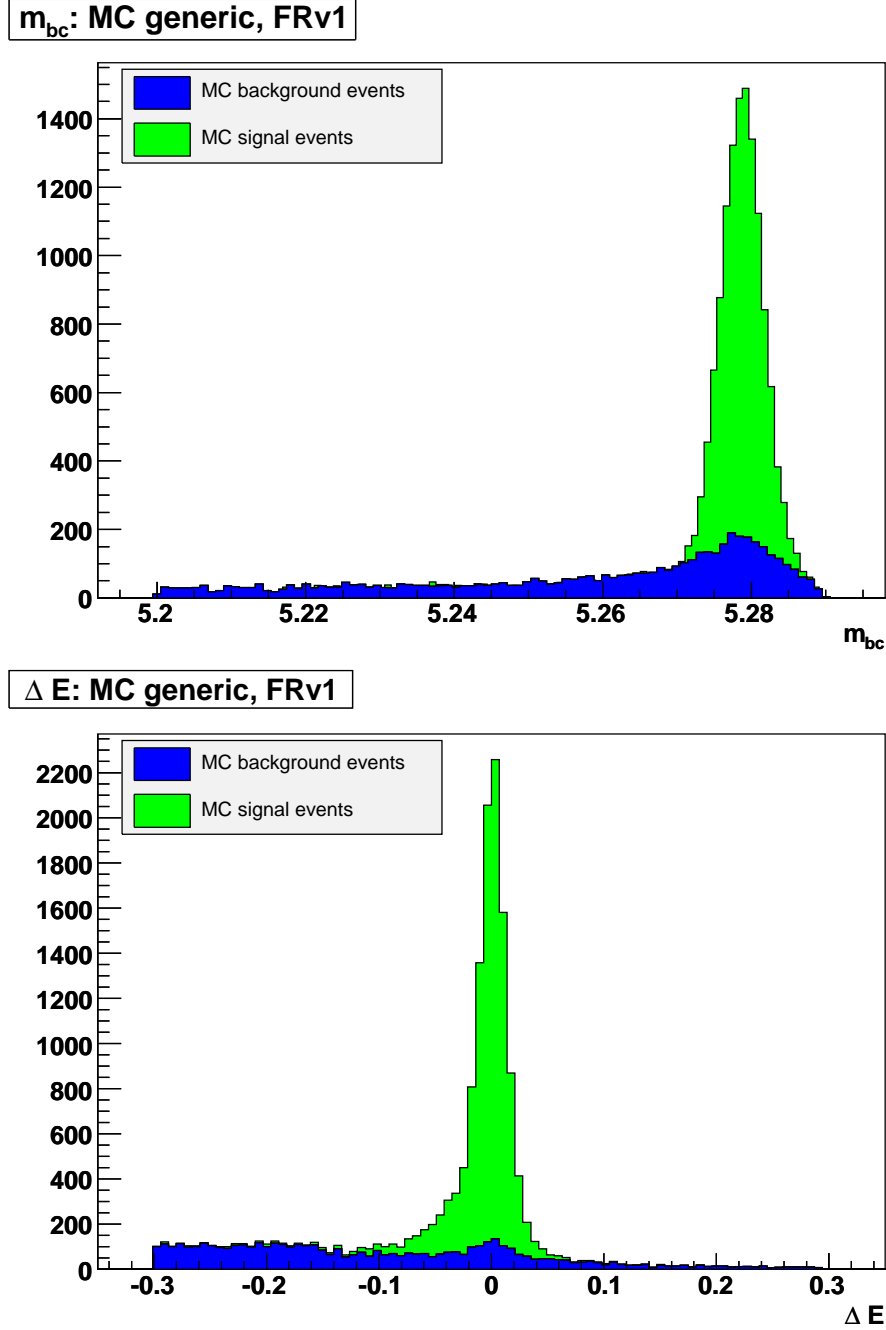 m_bc: MC generic, FRv1
MC background events
MC signal events
1400
1200
1000
800
600
400
200
0
5.2 5.22 5.24 5.26 5.28
m_bc
Δ E: MC generic, FRv1
MC background events
MC signal events
2200
2000
1800
1600
1400
1200
1000
800
600
400
200
0
-0.3 -0.2 -0.1 0 0.1 0.2 0.3
Δ E